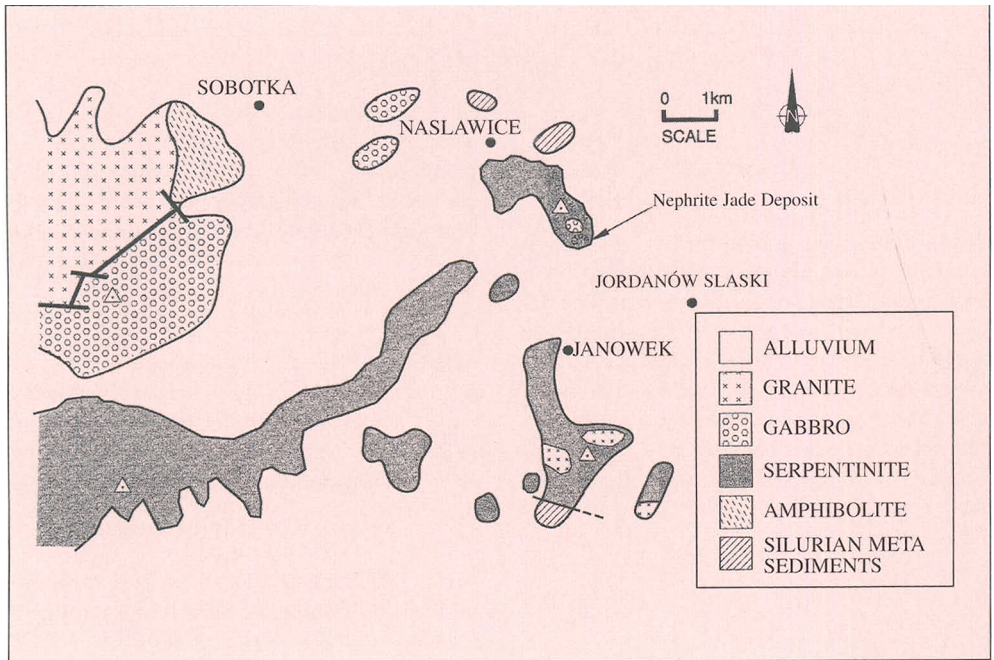 SOBOTKA
NASLAWICE
0 1km
SCALE
N
Nephrite Jade Deposit
JORDANÓW SLASKI
JANOWEK
ALLUVIUM
GRANITE
GABBRO
SERPENTINITE
AMPHIBOLITE
SILURIAN META
SEDIMENTS